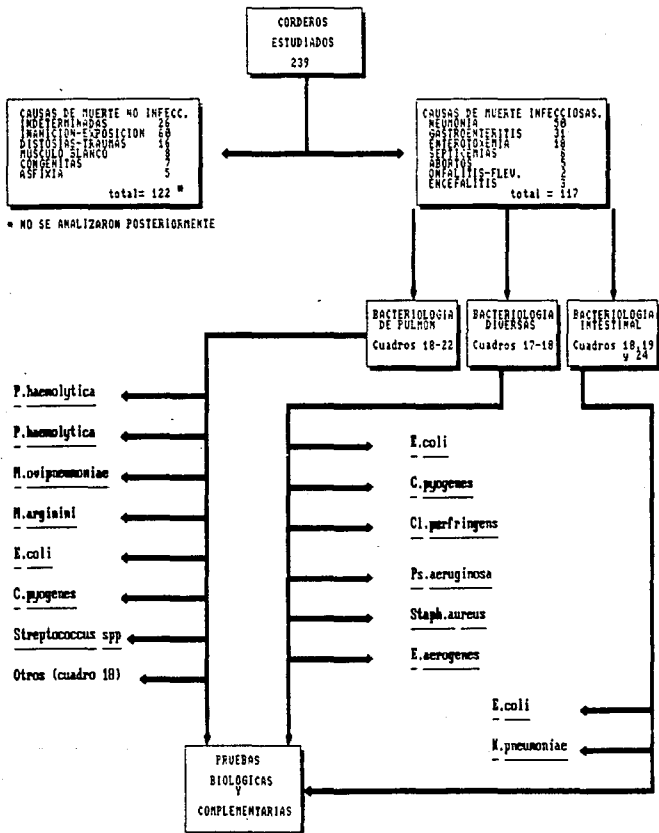 CORDEROS
ESTUDIADOS
239
CAUSAS DE MUERTE NO INFECC.
INDETERMINADAS 26
INANICION-EXPOSICION 60
DISTOSIAS-TRAUMAS 16
MUSCULO BLANCO 8
CONGENITAS 7
ASFIXIA 5
total= 122 *
* NO SE ANALIZARON POSTERIORMENTE
CAUSAS DE MUERTE INFECCIOSAS.
NEUMONIA 50
GASTROENTERITIS 31
ENTEROTOXEMIA 18
SEPTICEMIAS 8
ABORTOS 5
ONFALITIS-FLEV. 2
ENCEFALITIS 3
total = 117
BACTERIOLOGIA
DE PULMON
Cuadros 18-22
BACTERIOLOGIA
DIVERSAS
Cuadros 17-18
BACTERIOLOGIA
INTESTINAL
Cuadros 18,19
y 24
P.haemolytica
P.haemolytica
M.ovipneumoniae
M.arginini
E.coli
C.pyogenes
Streptococcus spp
Otros (cuadro 18)
E.coli
C.pyogenes
Cl.perfringens
Ps.aeruginosa
Staph.aureus
E.aerogenes
E.coli
K.pneumoniae
PRUEBAS
BIOLOGICAS
Y
COMPLEMENTARIAS